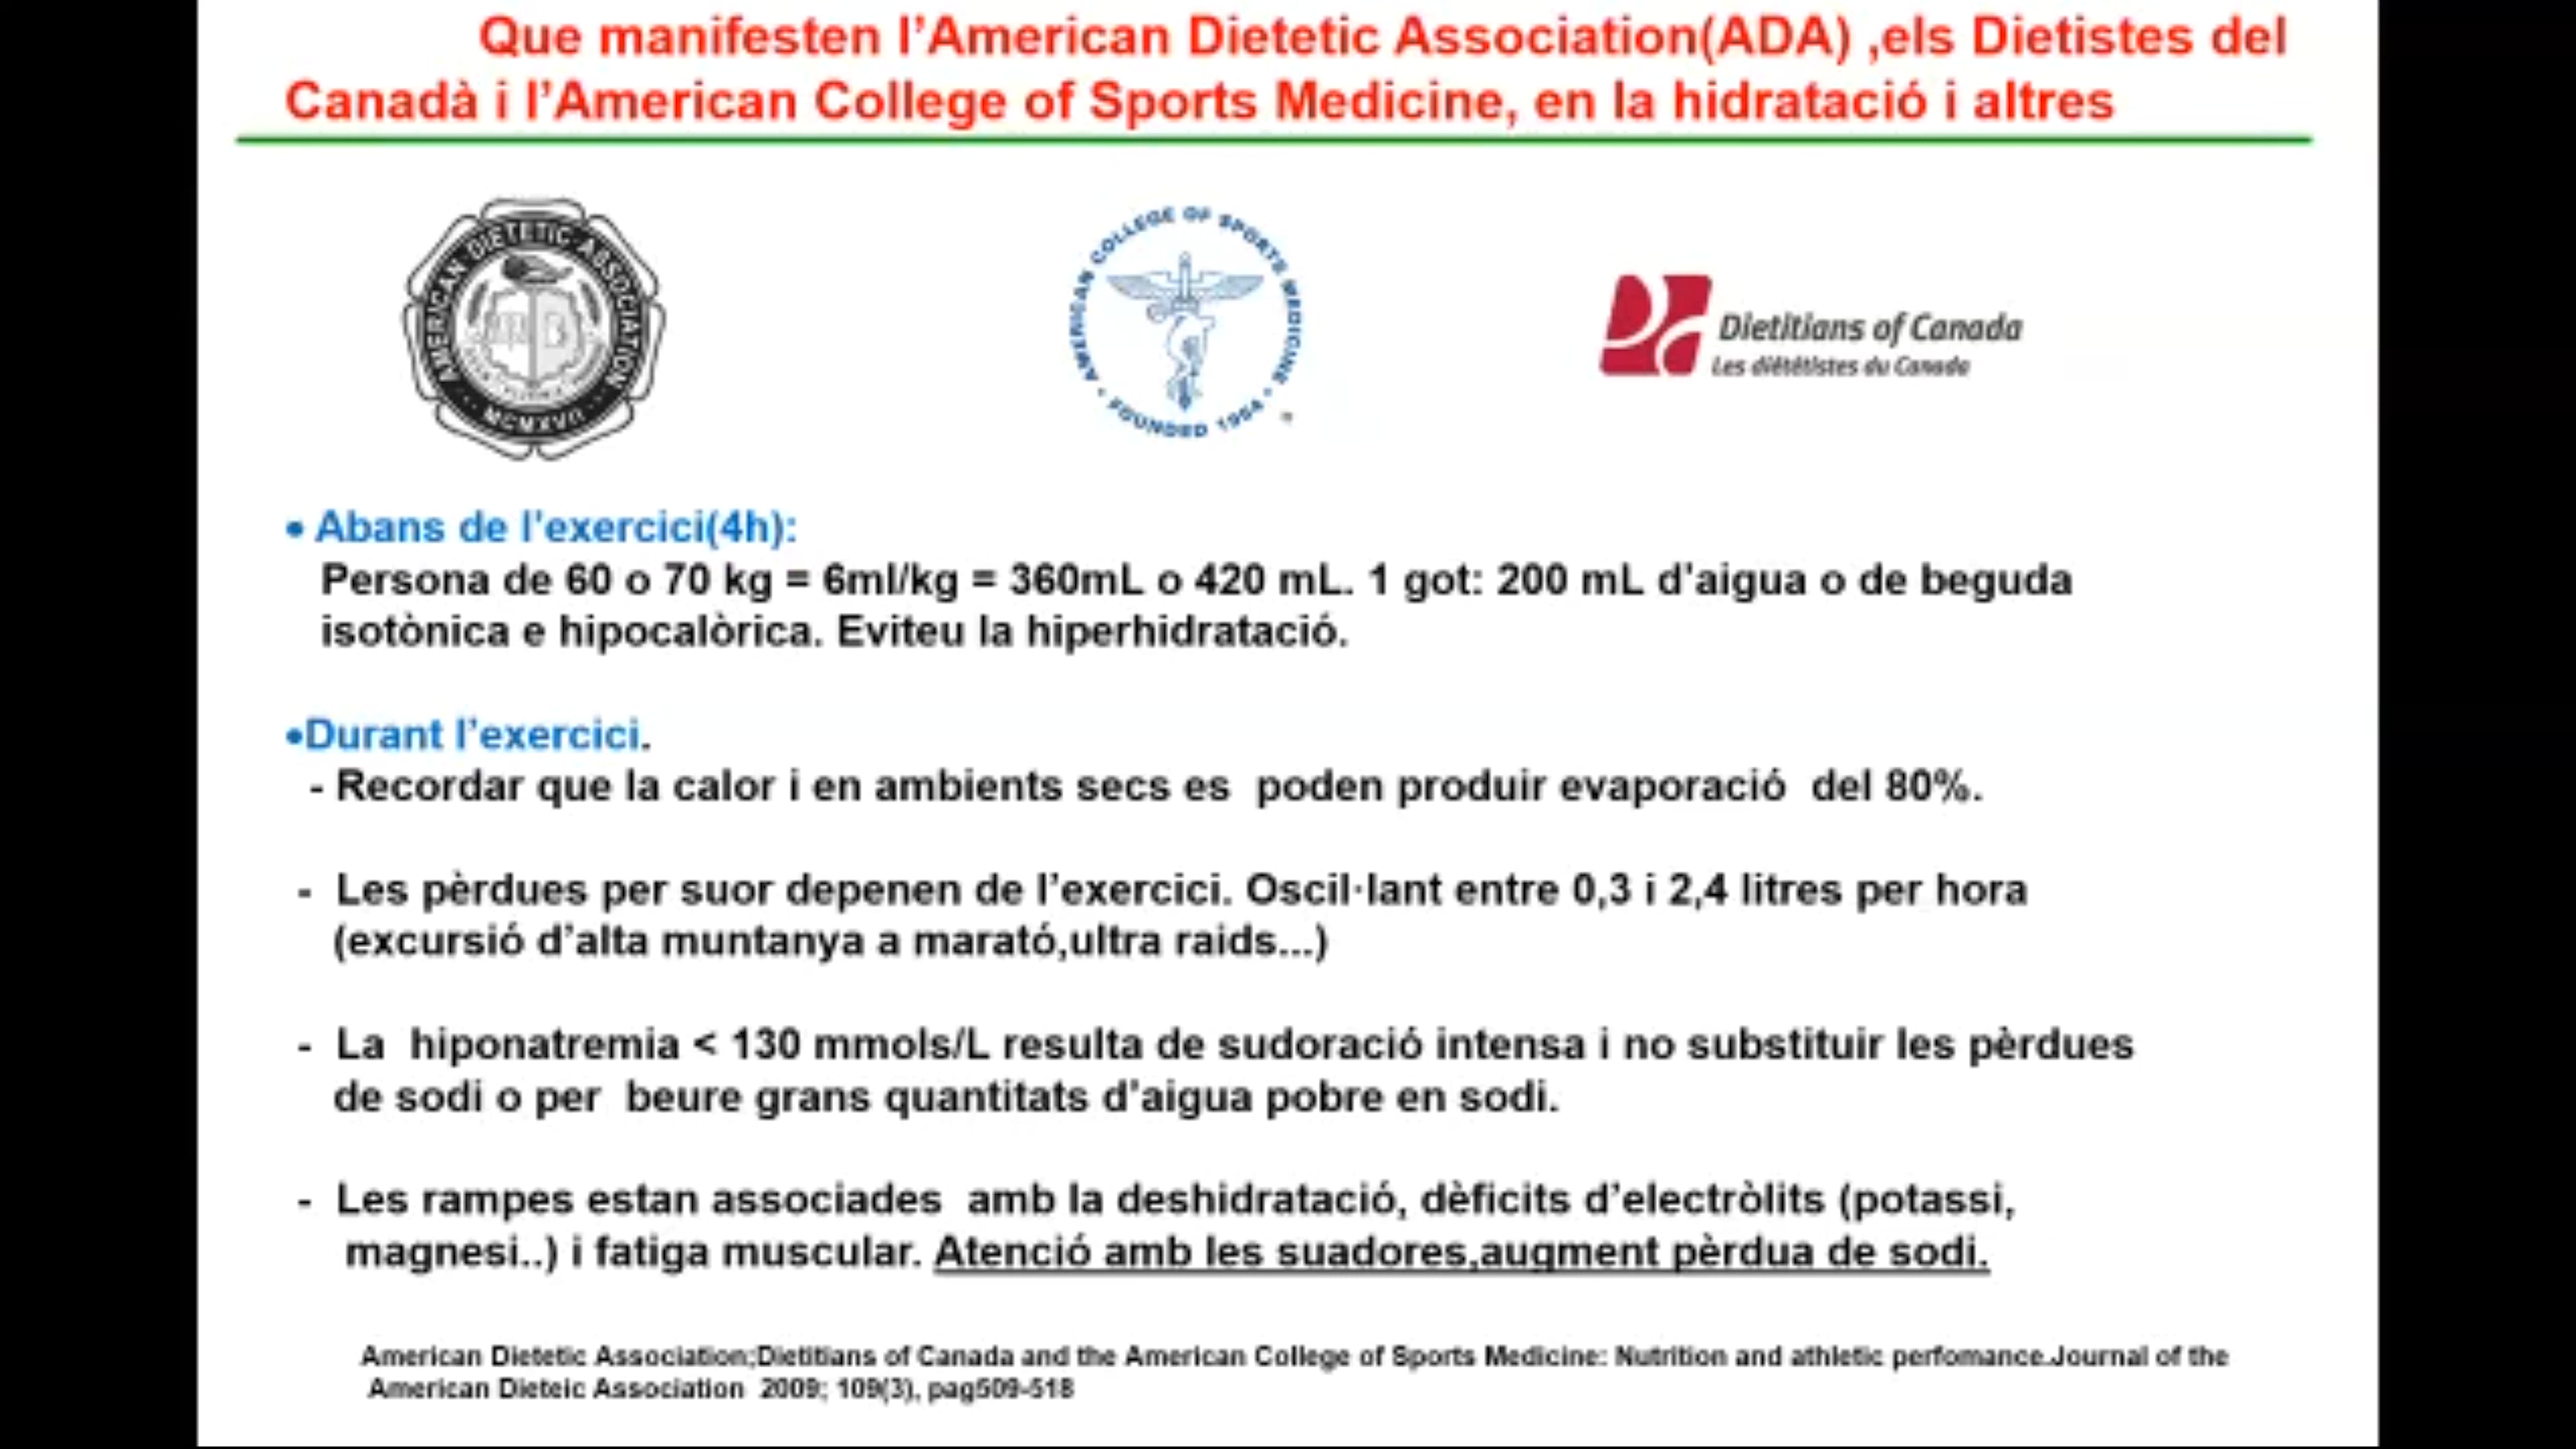 Que manifesten l’American Dietetic Association(ADA) ,els Dietistes del
Canadà i l’American College of Sports Medicine, en la hidratació i altres
AMERICAN DIETETIC ASSOCIATION
MCMXVII
AMERICAN COLLEGE OF SPORTS MEDICINE
FOUNDED 1954
Dietitians of Canada
Les diététistes du Canada
• Abans de l’exercici(4h):
Persona de 60 o 70 kg = 6ml/kg = 360mL o 420 mL. 1 got: 200 mL d’aigua o de beguda
isotònica e hipocalòrica. Eviteu la hiperhidratació.
•Durant l’exercici.
- Recordar que la calor i en ambients secs es poden produir evaporació del 80%.
- Les pèrdues per suor depenen de l’exercici. Oscil·lant entre 0,3 i 2,4 litres per hora
(excursió d’alta muntanya a marató,ultra raids...)
- La hiponatremia < 130 mmols/L resulta de sudoració intensa i no substituir les pèrdues
de sodi o per beure grans quantitats d’aigua pobre en sodi.
- Les rampes estan associades amb la deshidratació, dèficits d’electròlits (potassi,
magnesi..) i fatiga muscular. Atenció amb les suadores,augment pèrdua de sodi.
American Dietetic Association;Dietitians of Canada and the American College of Sports Medicine: Nutrition and athletic perfomance.Journal of the
American Dieteic Association 2009; 109(3), pag509-518